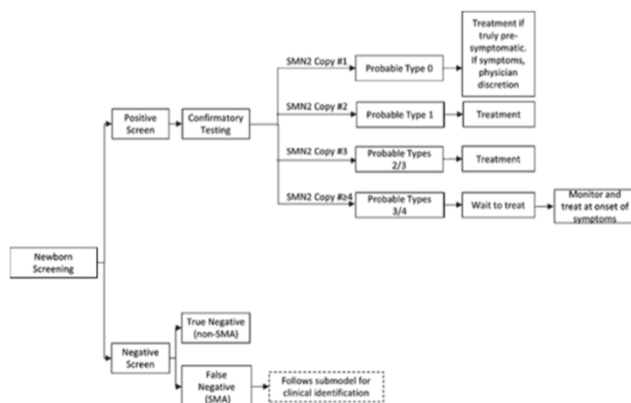 Treatment if
truly pre-
symptomatic.
If symptoms,
physician
discretion
SMN2 Copy #1
Probable Type 0
SMN2 Copy #2
Positive
Screen
Confirmatory
Testing
Probable Type 1
Treatment
SMN2 Copy #3
Probable Types
2/3
Treatment
SMN2 Copy #≥4
Probable Types
3/4
Wait to treat
Monitor and
treat at onset of
symptoms
Newborn
Screening
True Negative
(non-SMA)
Negative
Screen
False
Negative
(SMA)
Follows submodel for
clinical identification